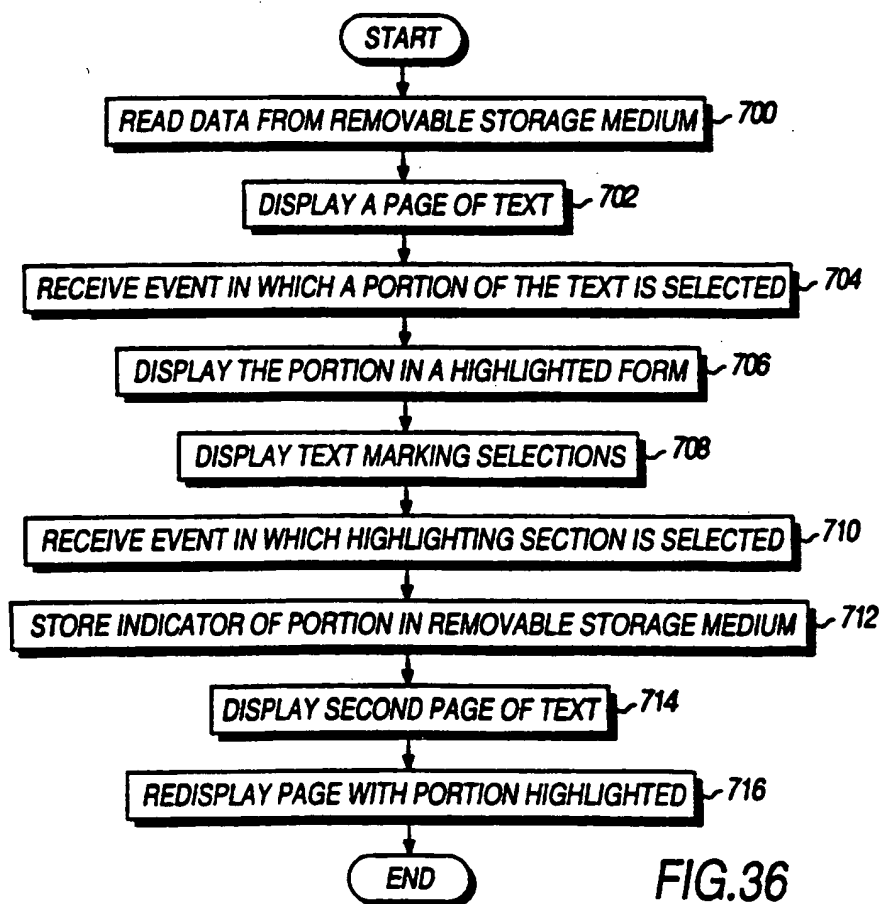 START
READ DATA FROM REMOVABLE STORAGE MEDIUM 700
DISPLAY A PAGE OF TEXT 702
RECEIVE EVENT IN WHICH A PORTION OF THE TEXT IS SELECTED 704
DISPLAY THE PORTION IN A HIGHLIGHTED FORM 706
DISPLAY TEXT MARKING SELECTIONS 708
RECEIVE EVENT IN WHICH HIGHLIGHTING SECTION IS SELECTED 710
STORE INDICATOR OF PORTION IN REMOVABLE STORAGE MEDIUM 712
DISPLAY SECOND PAGE OF TEXT 714
REDISPLAY PAGE WITH PORTION HIGHLIGHTED 716
END
FIG.36